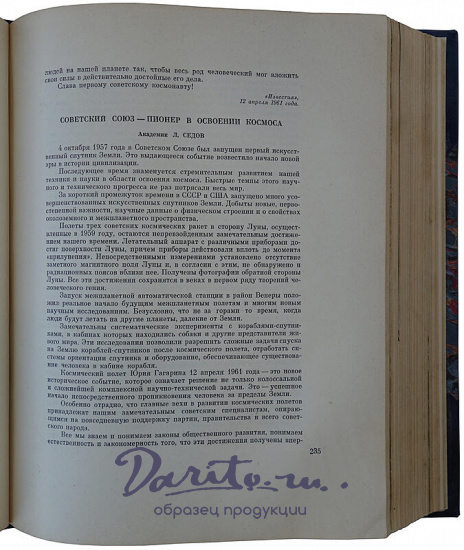 людей на нашей планете так, чтобы весь род человеческий мог вложить
свои силы в действительно достойные его дела!
Слава первому советскому космонавту!
«Известия»,
12 апреля 1961 года.
СОВЕТСКИЙ СОЮЗ — ПИОНЕР В ОСВОЕНИИ КОСМОСА
Академик Л. СЕДОВ
4 октября 1957 года в Советском Союзе был запущен первый искусст-
венный спутник Земли. Это выдающееся событие возвестило начало новой
эры в истории цивилизации.
Последующее время знаменуется стремительным развитием нашей
техники и науки в области освоения космоса. Быстрые темпы этого научно-
го и технического прогресса не раз потрясали весь мир.
За короткий промежуток времени в СССР и США запущено много усо-
вершенствованных искусственных спутников Земли. Добыты новые, перво-
степенной важности, научные данные о физическом строении и о свойствах
околоземного и межпланетного пространства.
Полеты трех советских космических ракет в сторону Луны, осущест-
вленные в 1959 году, остаются непревзойденным замечательным достиже-
нием нашего времени. Летательный аппарат с различными приборами до-
стиг поверхности Луны, приборы действовали вплоть до момента
«прилунения». Непосредственными измерениями установлено отсутствие
заметного магнитного поля Луны и, в согласии с этим, не обнаружено и
радиационных поясов вблизи нее. Получены фотографии обратной стороны
Луны. Все эти достижения сохранятся в веках в первом ряду творений чело-
веческого гения.
Запуск межпланетной автоматической станции в район Венеры по-
ложил реальное начало будущим межпланетным полетам и многим новым
научным исследованиям. Безусловно, что не за горами то время, когда
люди будут летать на другие планеты, далекие от Земли.
Замечательны систематические эксперименты с кораблями-спутни-
ками, в кабинах которых находились собаки и другие представители жи-
вого мира. Эти исследования позволили разрешить сложные задачи спуска
на Землю кораблей-спутников после космического полета, отработать си-
стемы ориентации спутника и оборудование, обеспечивающее существова-
ние человека в кабине корабля.
Космический полет Юрия Гагарина 12 апреля 1961 года — это новое
историческое событие, которое означает решение не только колоссальной
и сложнейшей комплексной научно-технической задачи. Это — успешное
начало непосредственного проникновения человека за пределы Земли.
Особенно отрадно, что главные вехи в развитии космических полетов
принадлежат нашим замечательным советским специалистам, опираю-
щимся на повседневную поддержку партии, правительства и всего совет-
ского народа.
Все мы знаем и понимаем законы общественного развития, понимаем
естественность и закономерность того, что эти достижения получены впер-
235
Darito.ru
образец продукции